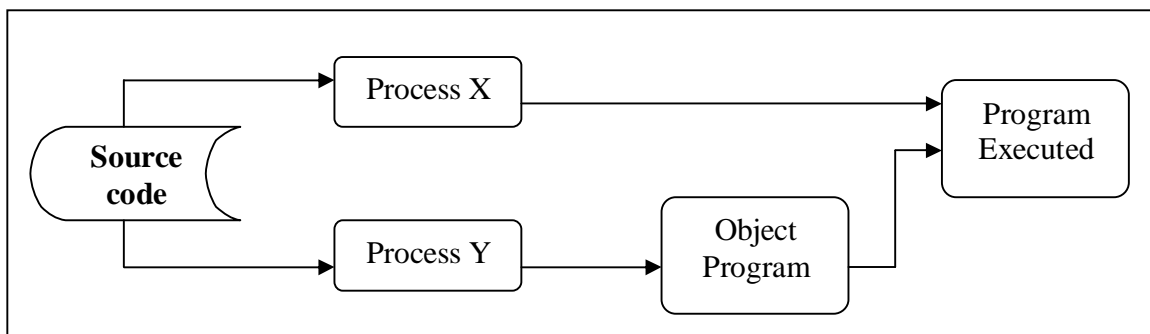 Source
code
Process X
Process Y
Object
Program
Program
Executed